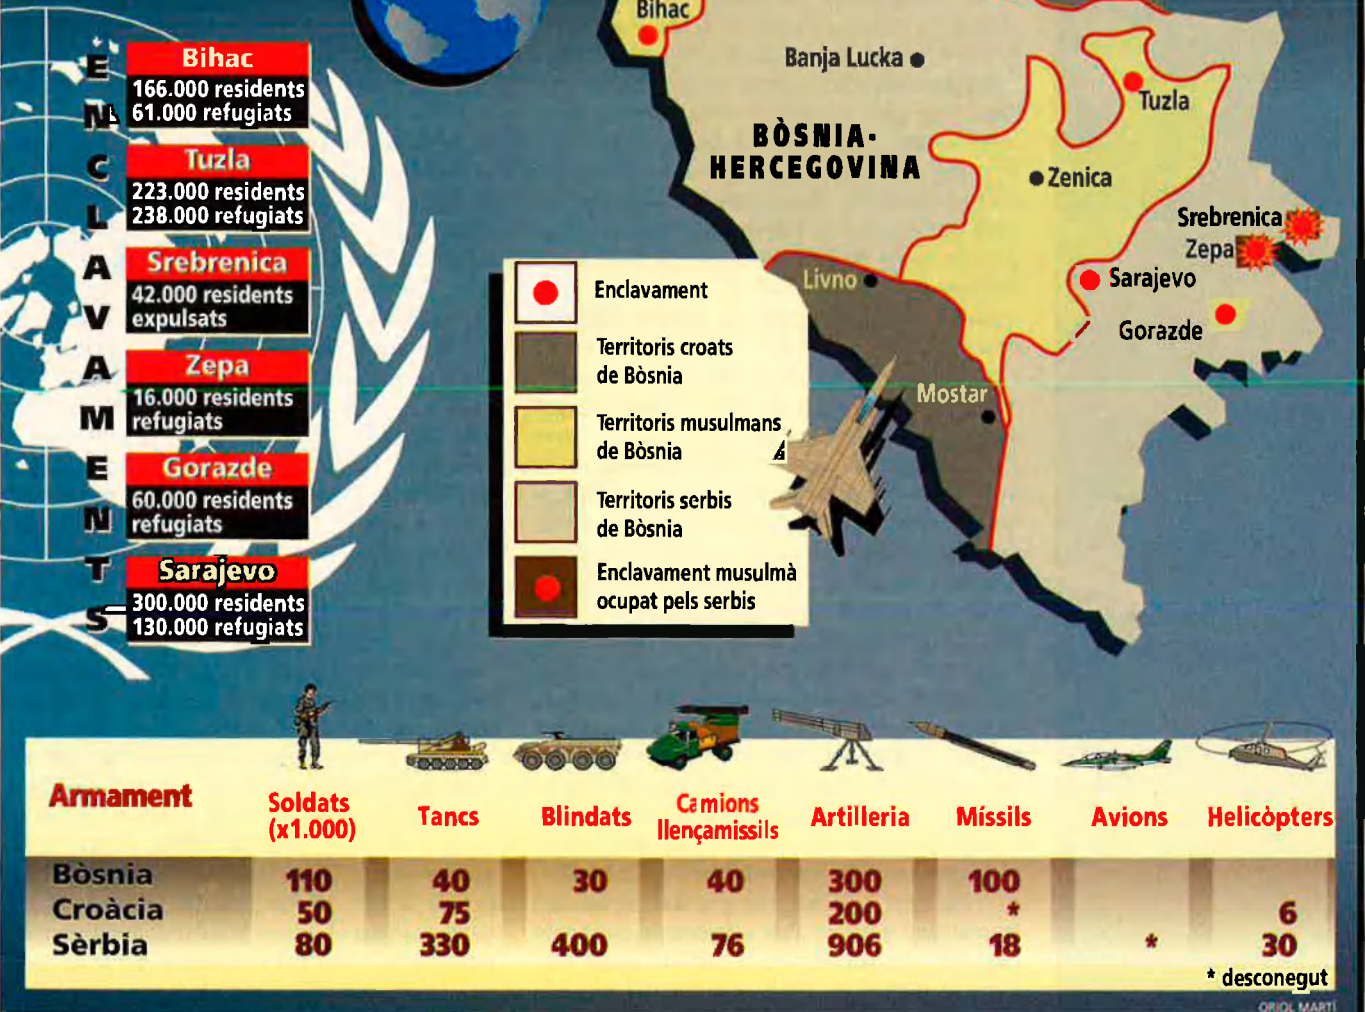 ENCLAVAMENTS
Bihac
166.000 residents
61.000 refugiats
Tuzla
223.000 residents
238.000 refugiats
Srebrenica
42.000 residents
expulsats
Zepa
16.000 residents
refugiats
Gorazde
60.000 residents
refugiats
Sarajevo
300.000 residents
130.000 refugiats
Bihac
Banja Lucka
Tuzla
BÒSNIA-
HERCEGOVINA
Zenica
Srebrenica
Zepa
Sarajevo
Gorazde
Lívno
Mostar
Enclavament
Territoris croats
de Bòsnia
Territoris musulmans
de Bòsnia
Territoris serbis
de Bòsnia
Enclavament musulmà
ocupat pels serbis
Armament
Soldats
(x1.000)
Tancs
Blindats
Camions
llençamissils
Artilleria
Míssils
Avions
Helicòpters
Bòsnia 110 40 30 40 300 100
Croàcia 50 75 200 * 6
Sèrbia 80 330 400 76 906 18 * 30
* desconegut
ORIOL MARTÍ